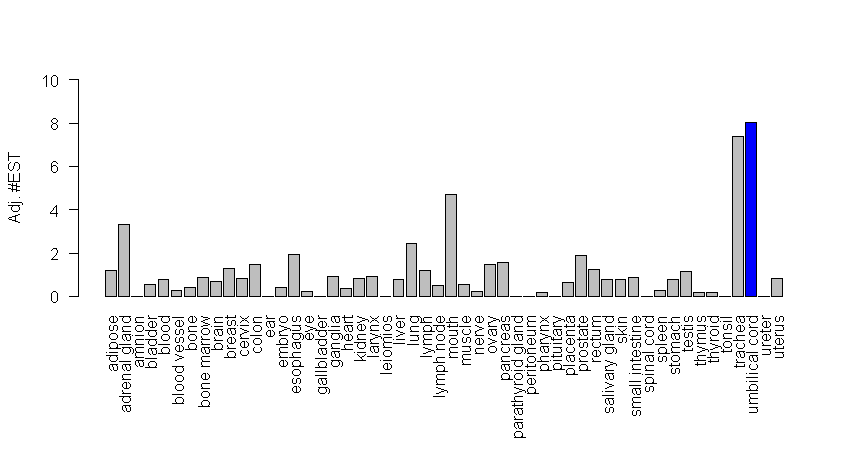 Adj. #EST
10
8
6
4
2
0
adipose
adrenal gland
amnion
bladder
blood
blood vessel
bone
bone marrow
brain
breast
cervix
colon
ear
embryo
esophagus
eye
gallbladder
ganglia
heart
kidney
larynx
leiomios
liver
lung
lymph
lymph node
mouth
muscle
nerve
ovary
pancreas
parathyroid gland
peritoneum
pharynx
pituitary
placenta
prostate
rectum
salivary gland
skin
small intestine
spinal cord
spleen
stomach
testis
thymus
thyroid
tonsil
trachea
umbilical cord
ureter
uterus